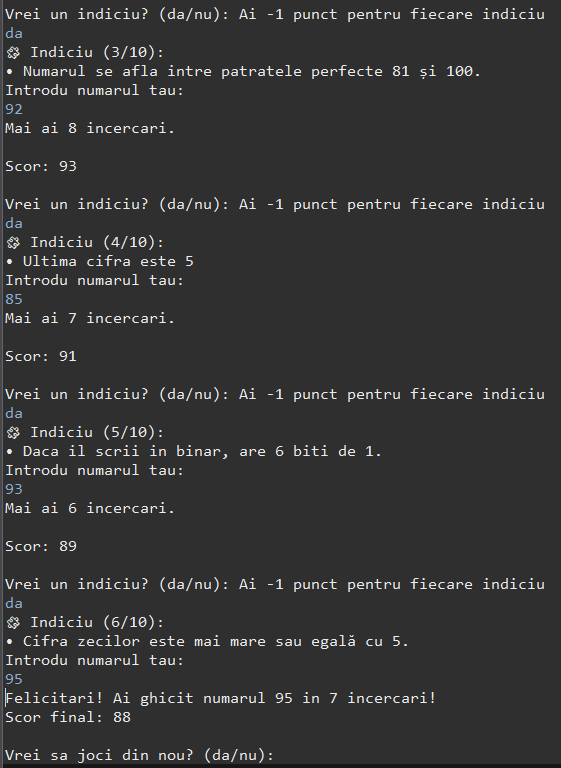 Vrei un indiciu? (da/nu): Ai -1 punct pentru fiecare indiciu
da
🧩 Indiciu (3/10):
• Numarul se afla intre patratele perfecte 81 și 100.
Introdu numarul tau:
92
Mai ai 8 incercari.

Scor: 93

Vrei un indiciu? (da/nu): Ai -1 punct pentru fiecare indiciu
da
🧩 Indiciu (4/10):
• Ultima cifra este 5
Introdu numarul tau:
85
Mai ai 7 incercari.

Scor: 91

Vrei un indiciu? (da/nu): Ai -1 punct pentru fiecare indiciu
da
🧩 Indiciu (5/10):
• Daca il scrii in binar, are 6 biti de 1.
Introdu numarul tau:
93
Mai ai 6 incercari.

Scor: 89

Vrei un indiciu? (da/nu): Ai -1 punct pentru fiecare indiciu
da
🧩 Indiciu (6/10):
• Cifra zecilor este mai mare sau egală cu 5.
Introdu numarul tau:
95
Felicitari! Ai ghicit numarul 95 in 7 incercari!
Scor final: 88

Vrei sa joci din nou? (da/nu):